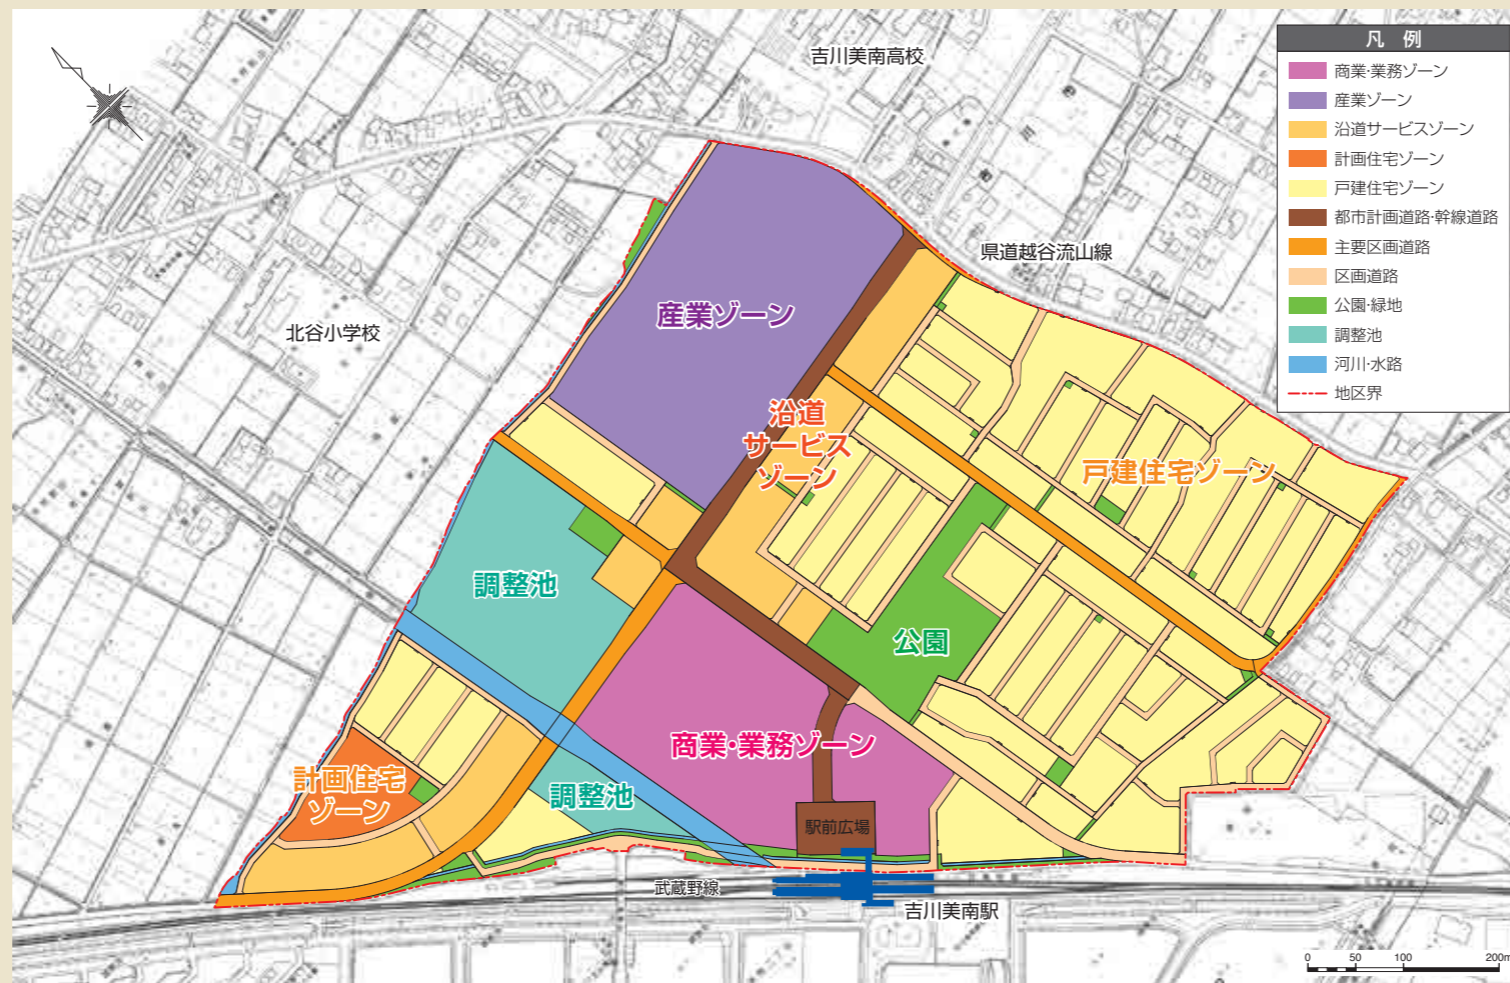 吉川美南高校
凡 例
商業・業務ゾーン
産業ゾーン
沿道サービスゾーン
計画住宅ゾーン
戸建住宅ゾーン
都市計画道路・幹線道路
主要区画道路
区画道路
公園・緑地
調整池
河川・水路
地区界
県道越谷流山線
産業ゾーン
北谷小学校
沿道
サービス
ゾーン
戸建住宅ゾーン
調整池
公園
商業・業務ゾーン
計画住宅
ゾーン
調整池
駅前広場
武蔵野線
吉川美南駅
0 50 100 200m